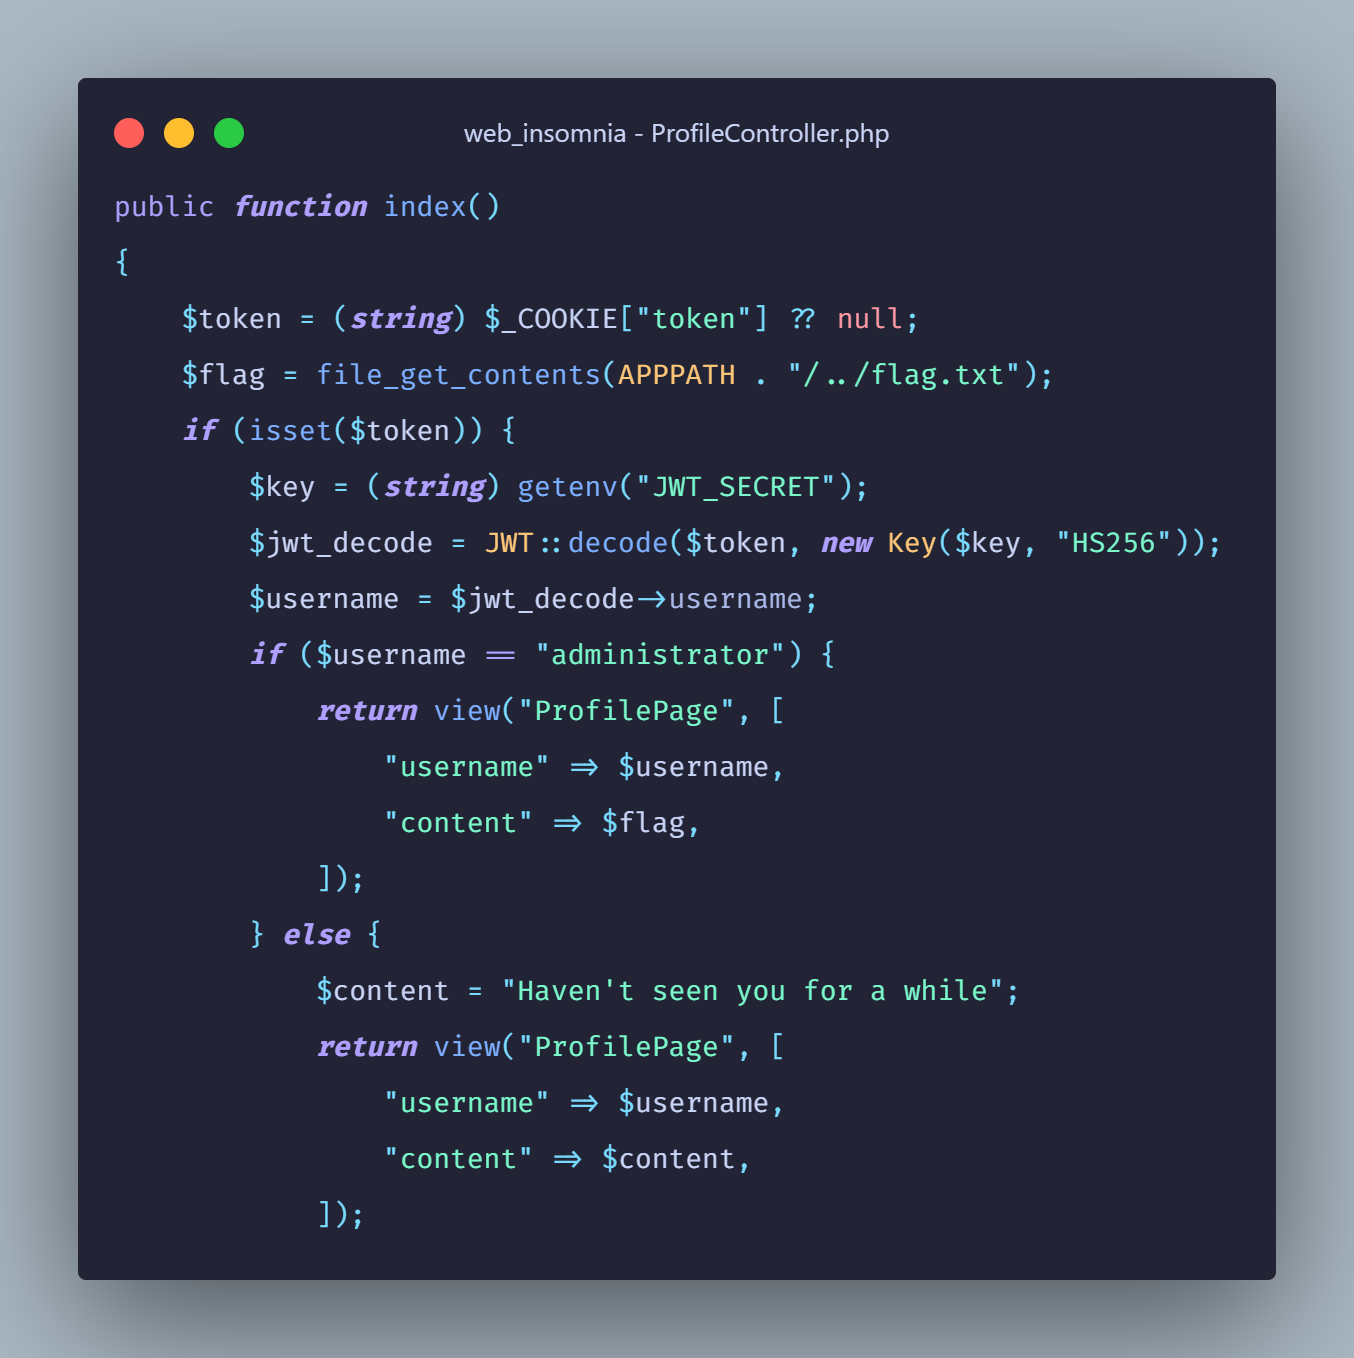 web_insomnia - ProfileController.php
public function index()
{
    $token = (string) $_COOKIE["token"] ?? null;
    $flag = file_get_contents(APPPATH . "/../flag.txt");
    if (isset($token)) {
        $key = (string) getenv("JWT_SECRET");
        $jwt_decode = JWT::decode($token, new Key($key, "HS256"));
        $username = $jwt_decode->username;
        if ($username == "administrator") {
            return view("ProfilePage", [
                "username" => $username,
                "content" => $flag,
            ]);
        } else {
            $content = "Haven't seen you for a while";
            return view("ProfilePage", [
                "username" => $username,
                "content" => $content,
            ]);